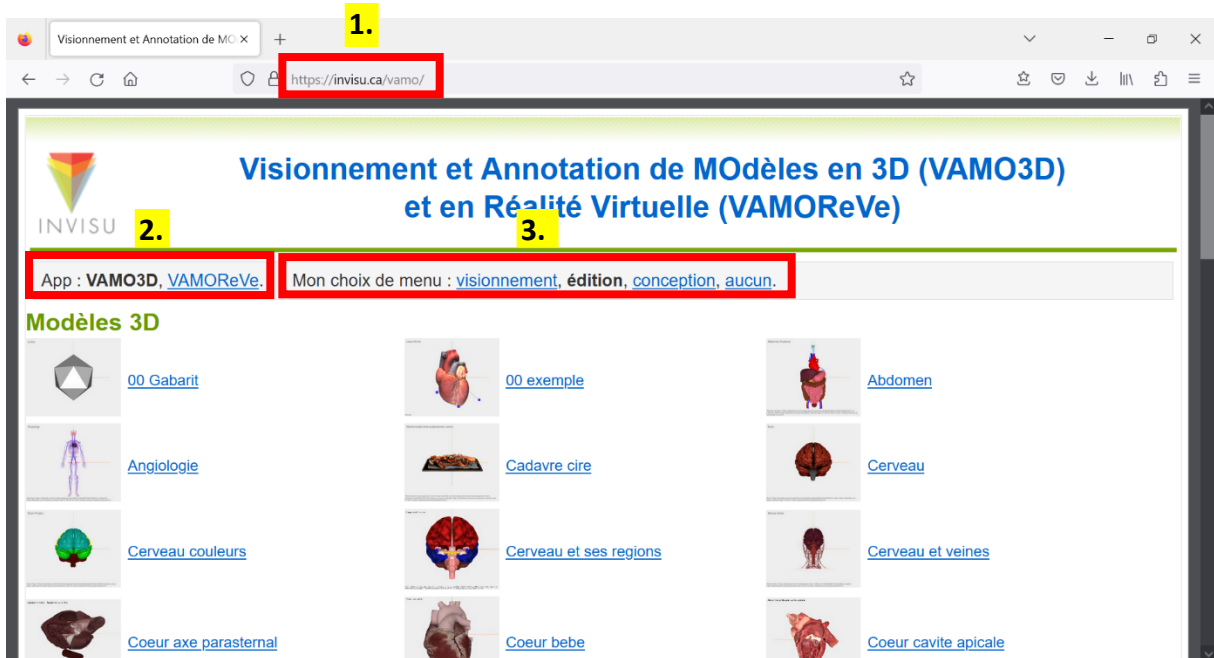 1.
Visionnement et Annotation de MO
https://invisu.ca/vamo/
Visionnement et Annotation de MOdèles en 3D (VAMO3D)
et en Réalité Virtuelle (VAMOReVe)
INVISU
2.
3.
App : VAMO3D, VAMOReVe.
Mon choix de menu : visionnement, édition, conception, aucun.
Modèles 3D
00 Gabarit
00 exemple
Abdomen
Angiologie
Cadavre cire
Cerveau
Cerveau couleurs
Cerveau et ses regions
Cerveau et veines
Coeur axe parasternal
Coeur bebe
Coeur cavite apicale